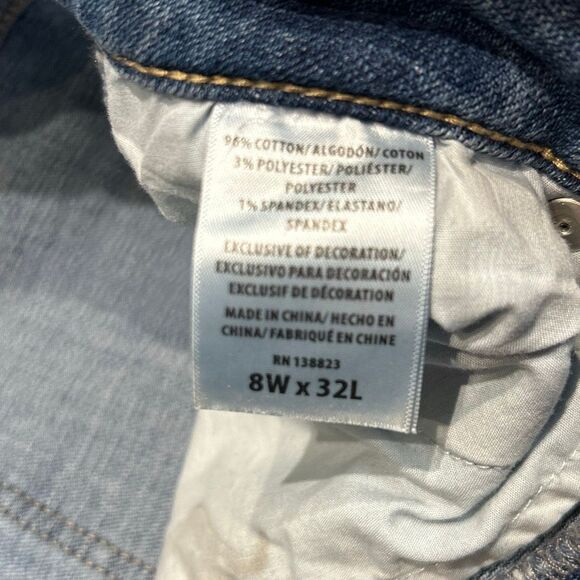 96% COTTON/ALGODÓN/COTON
3% POLYESTER/POLIÉSTER/
POLYESTER
1% SPANDEX/ELASTANO/
SPANDEX
EXCLUSIVE OF DECORATION/
EXCLUSIVO PARA DECORACIÓN
EXCLUSIF DE DÉCORATION
MADE IN CHINA/HECHO EN
CHINA/FABRIQUÉ EN CHINE
RN 138823
8W x 32L